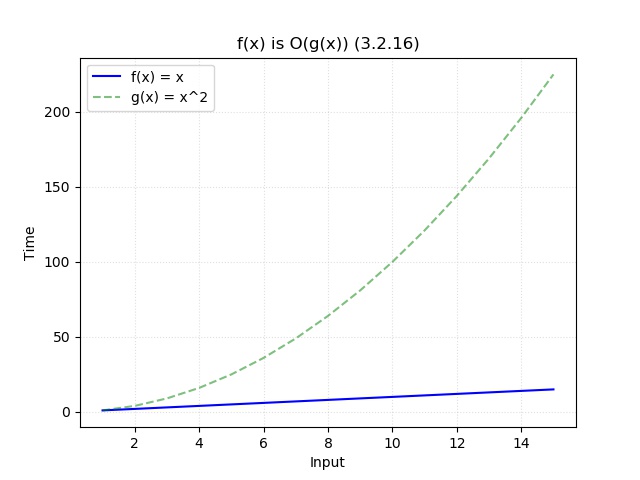 f(x) is O(g(x)) (3.2.16)
f(x) = x
g(x) = x^2
200
150
100
50
0
Time
2 4 6 8 10 12 14
Input